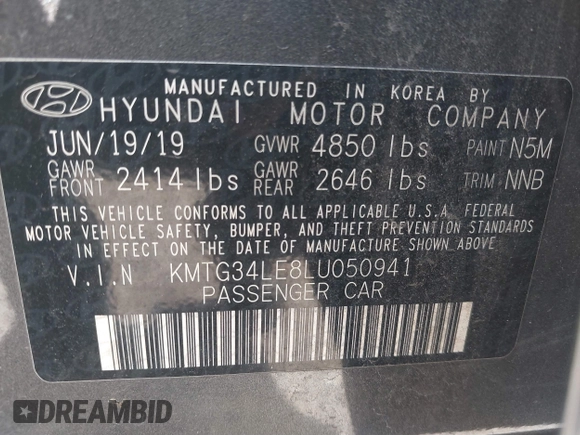 MANUFACTURED IN KOREA BY
HYUNDAI MOTOR COMPANY
JUN/19/19 GVWR 4850 lbs PAINT N5M
GAWR FRONT 2414 lbs GAWR REAR 2646 lbs TRIM NNB
THIS VEHICLE CONFORMS TO ALL APPLICABLE U.S.A. FEDERAL
MOTOR VEHICLE SAFETY, BUMPER, AND THEFT PREVENTION STANDARDS
IN EFFECT ON THE DATE OF MANUFACTURE SHOWN ABOVE
V.I.N KMTG34LE8LU050941
PASSENGER CAR
DREAMBID